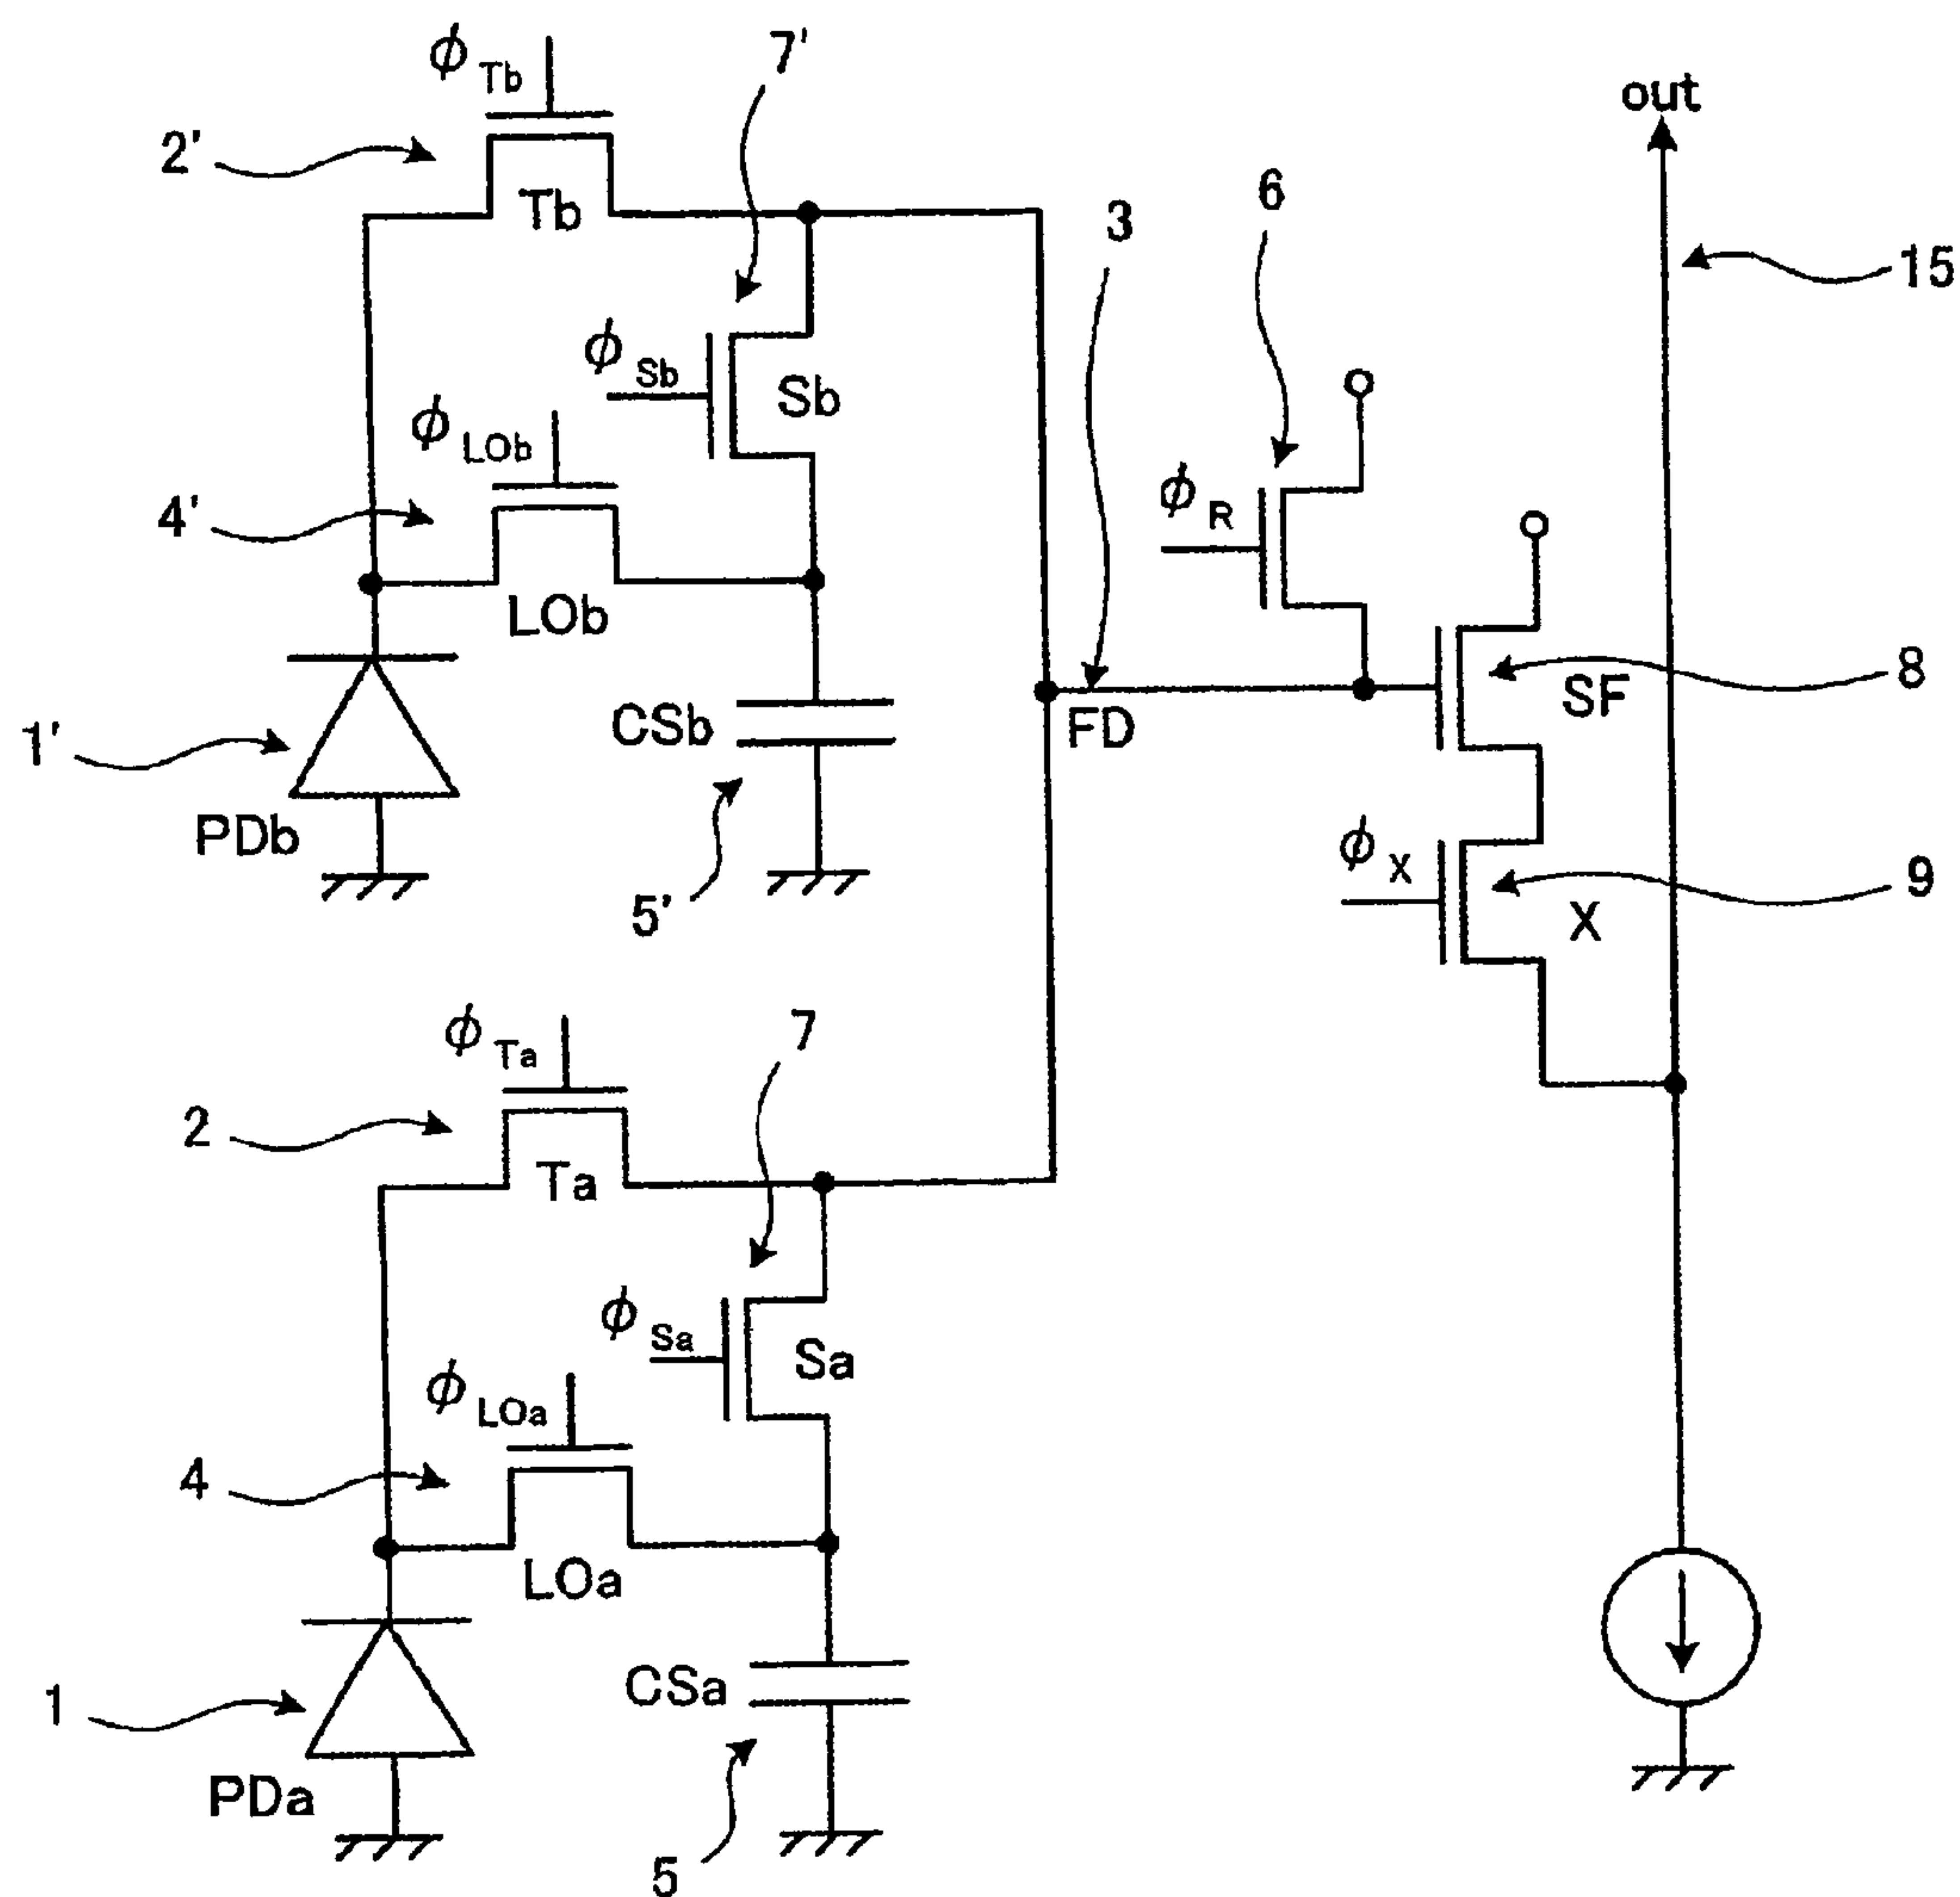 ϕTb
7'
out
2'
Tb
6
3
15
ϕSb
Sb
ϕLOb
4'
ϕR
LOb
8
SF
CSb
FD
1'
PDb
ϕX
9
5'
X
ϕTa
7
2
Ta
ϕSa
Sa
ϕLOa
4
LOa
CSa
1
PDa
5